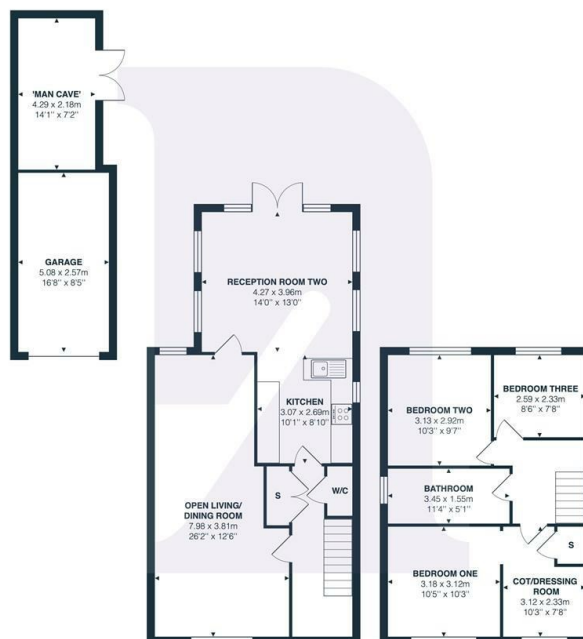 'MAN CAVE'
4.29 x 2.18m
14'1'' x 7'2''
GARAGE
5.08 x 2.57m
16'8'' x 8'5''
RECEPTION ROOM TWO
4.27 x 3.96m
14'0'' x 13'0''
KITCHEN
3.07 x 2.69m
10'1'' x 8'10''
S
W/C
OPEN LIVING/
DINING ROOM
7.98 x 3.81m
26'2'' x 12'6''
BEDROOM TWO
3.13 x 2.92m
10'3'' x 9'7''
BEDROOM THREE
2.59 x 2.33m
8'6'' x 7'8''
BATHROOM
3.45 x 1.55m
11'4'' x 5'1''
S
BEDROOM ONE
3.18 x 3.12m
10'5'' x 10'3''
COT/DRESSING
ROOM
3.12 x 2.33m
10'3'' x 7'8''